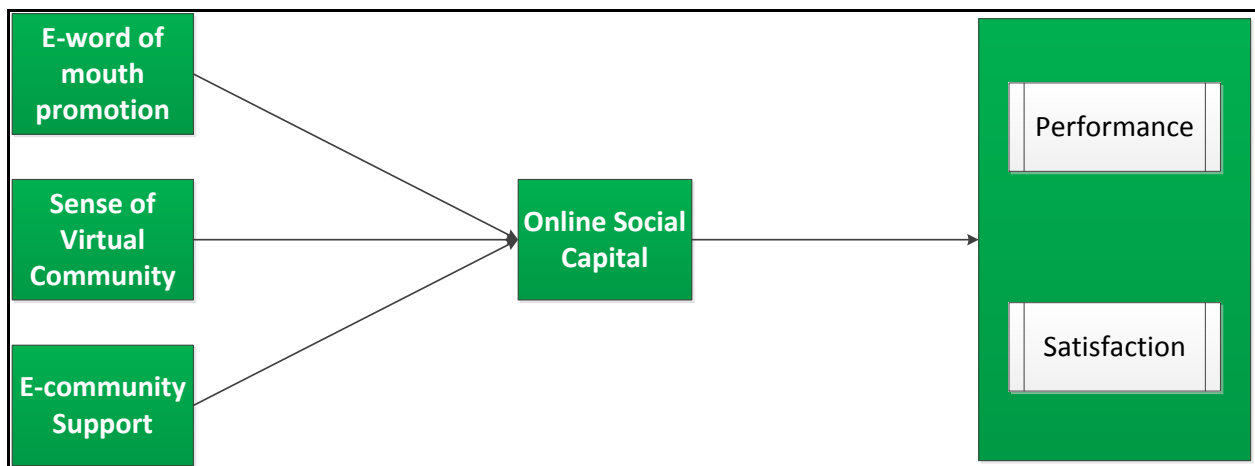 E-word of
mouth
promotion
Sense of
Virtual
Community
E-community
Support
Online Social
Capital
Performance
Satisfaction